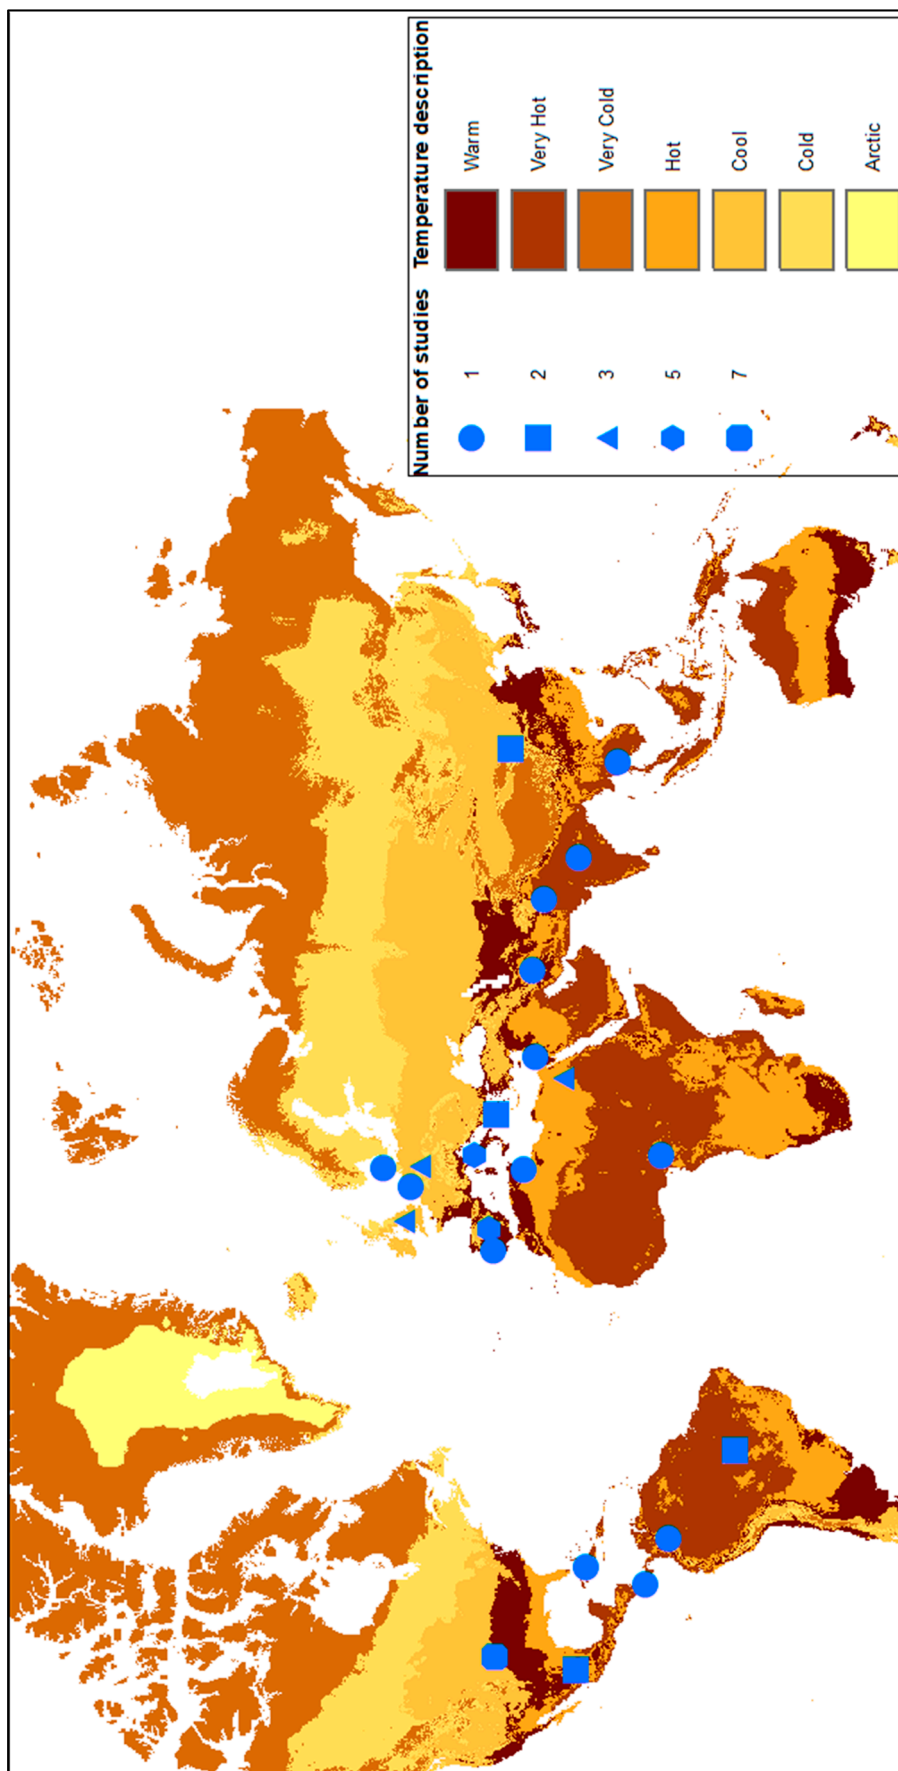 Number of studies
1
2
3
5
7
Temperature description
Warm
Very Hot
Very Cold
Hot
Cool
Cold
Arctic